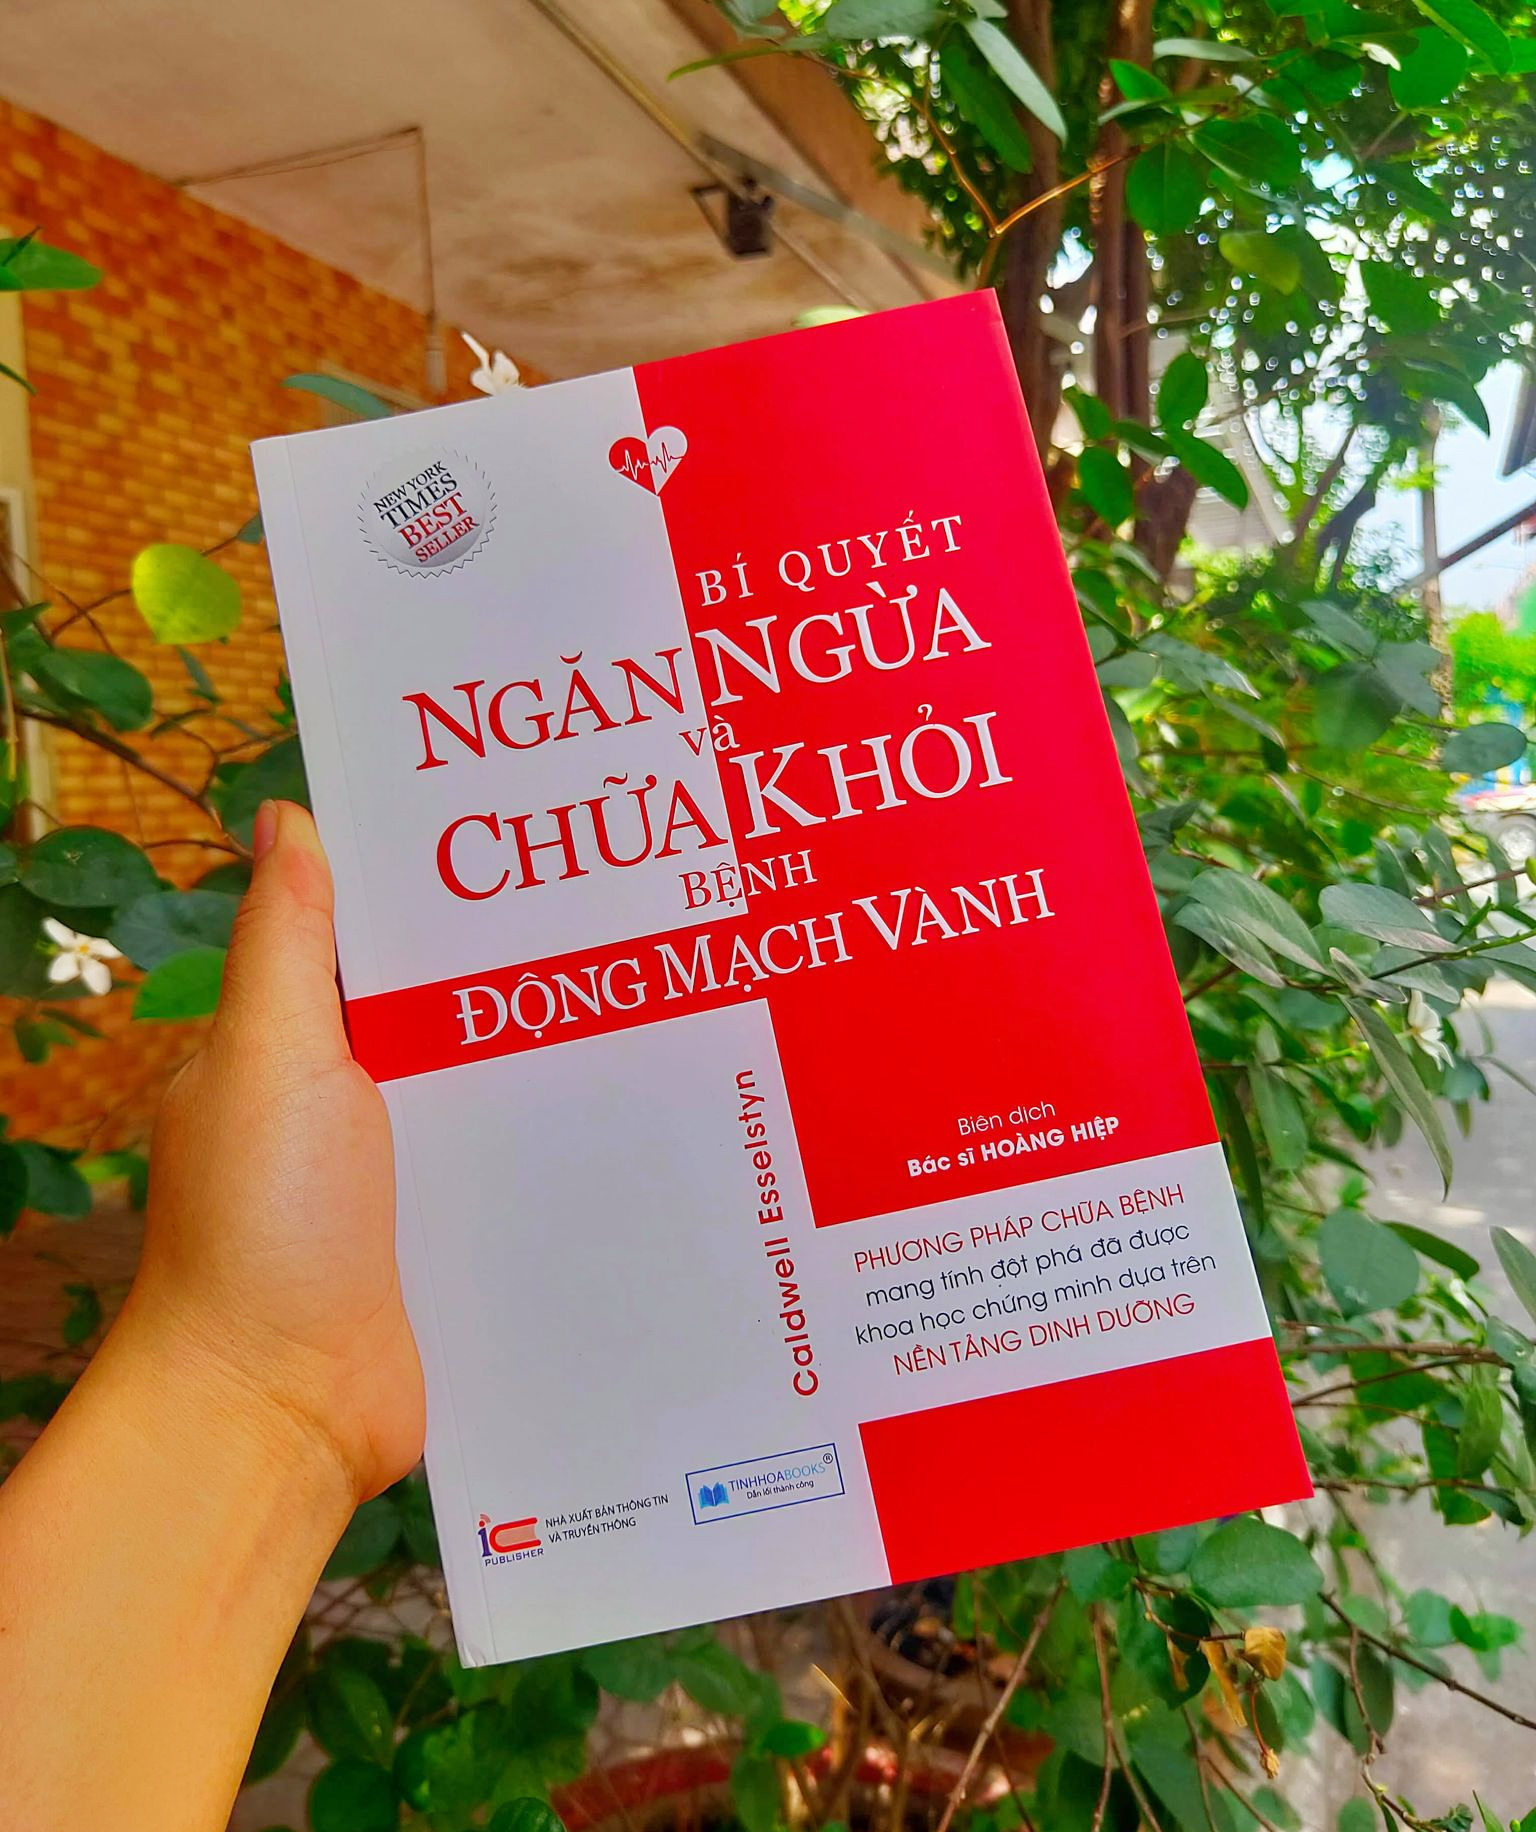 NEW YORK
TIMES
BEST
SELLER
BÍ QUYẾT
NGĂN NGỪA
và
CHỮA KHỎI
BỆNH
ĐỘNG MẠCH VÀNH
Caldwell Esselstyn
Biên dịch
Bác sĩ HOÀNG HIỆP
PHƯƠNG PHÁP CHỮA BỆNH
mang tính đột phá đã được
khoa học chứng minh dựa trên
NỀN TẢNG DINH DƯỠNG
iC
PUBLISHER
NHÀ XUẤT BẢN THÔNG TIN
VÀ TRUYỀN THÔNG
TINHHOABOOKS®
Dẫn lối thành công